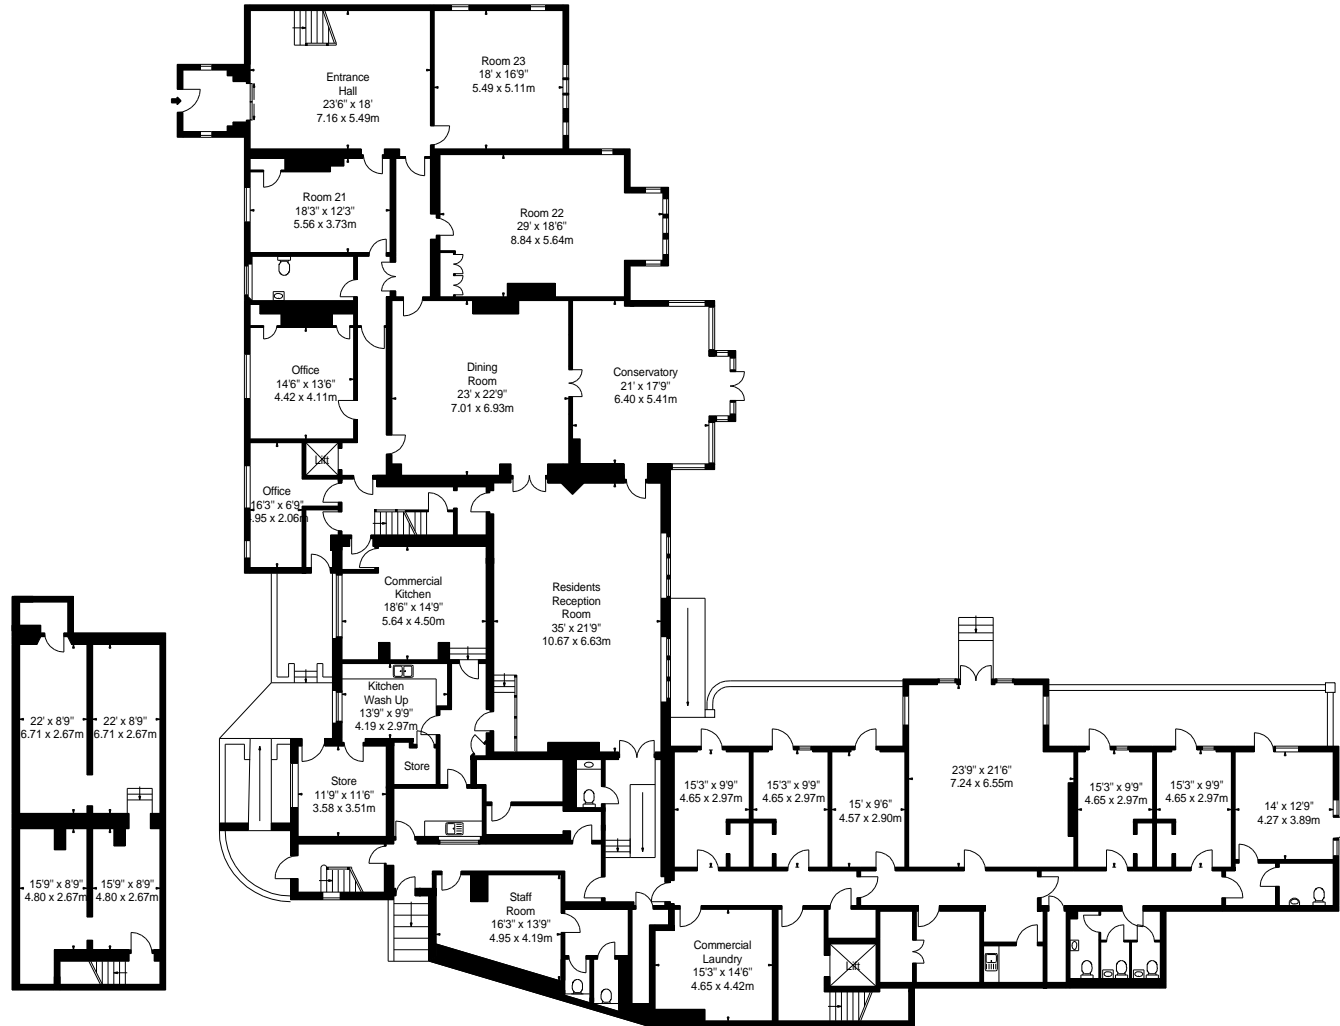 Entrance
Hall
23'6" x 18'
7.16 x 5.49m
Room 23
18' x 16'9"
5.49 x 5.11m
Room 21
18'3" x 12'3"
5.56 x 3.73m
Room 22
29' x 18'6"
8.84 x 5.64m
Office
14'6" x 13'6"
4.42 x 4.11m
Dining
Room
23' x 22'9"
7.01 x 6.93m
Conservatory
21' x 17'9"
6.40 x 5.41m
Lift
Office
16'3" x 6'9"
.95 x 2.06m
Commercial
Kitchen
18'6" x 14'9"
5.64 x 4.50m
Residents
Reception
Room
35' x 21'9"
10.67 x 6.63m
Kitchen
Wash Up
13'9" x 9'9"
4.19 x 2.97m
Store
Store
11'9" x 11'6"
3.58 x 3.51m
22' x 8'9"
6.71 x 2.67m
22' x 8'9"
6.71 x 2.67m
15'9" x 8'9"
4.80 x 2.67m
15'9" x 8'9"
4.80 x 2.67m
15'3" x 9'9"
4.65 x 2.97m
15'3" x 9'9"
4.65 x 2.97m
15' x 9'6"
4.57 x 2.90m
23'9" x 21'6"
7.24 x 6.55m
15'3" x 9'9"
4.65 x 2.97m
15'3" x 9'9"
4.65 x 2.97m
14' x 12'9"
4.27 x 3.89m
Staff
Room
16'3" x 13'9"
4.95 x 4.19m
Commercial
Laundry
15'3" x 14'6"
4.65 x 4.42m
Lift